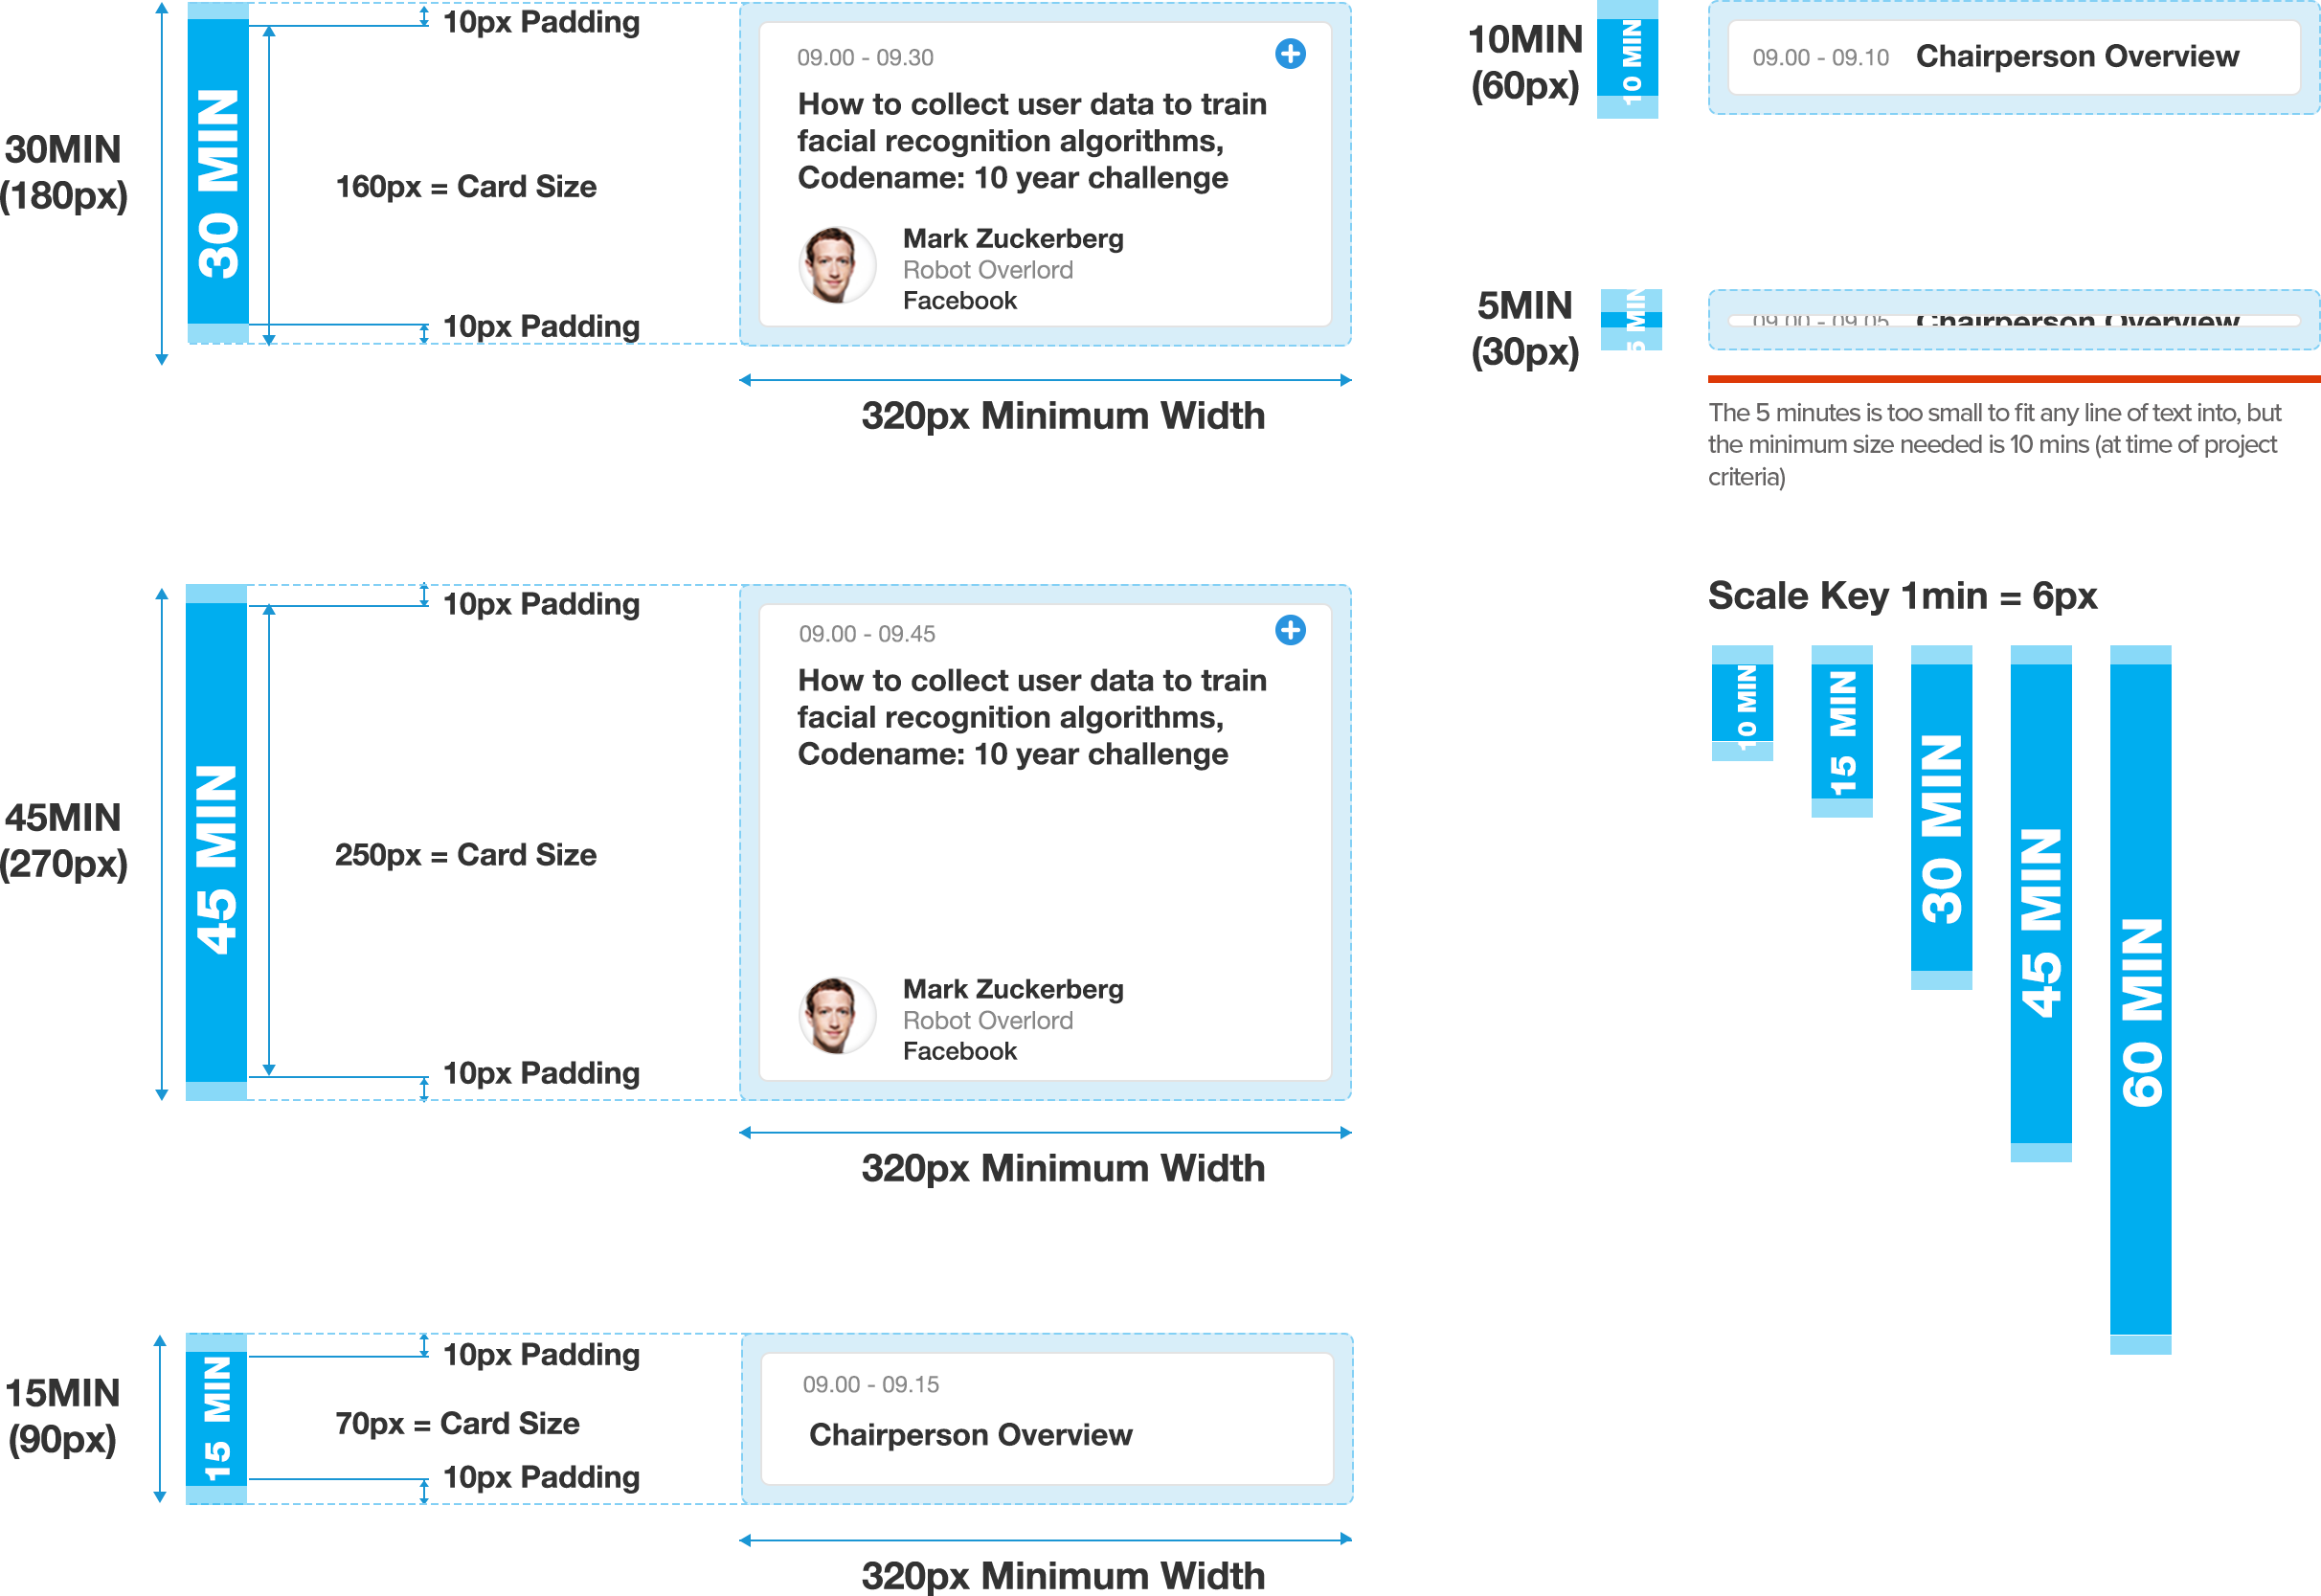 30MIN
(180px)
30 MIN
10px Padding
160px = Card Size
10px Padding
09.00 - 09.30
How to collect user data to train
facial recognition algorithms,
Codename: 10 year challenge
Mark Zuckerberg
Robot Overlord
Facebook
320px Minimum Width
10MIN
(60px)
10 MIN
09.00 - 09.10 Chairperson Overview
5MIN
(30px)
5 MIN
09.00 - 09.05 Chairperson Overview
The 5 minutes is too small to fit any line of text into, but
the minimum size needed is 10 mins (at time of project
criteria)
45MIN
(270px)
45 MIN
10px Padding
250px = Card Size
10px Padding
09.00 - 09.45
How to collect user data to train
facial recognition algorithms,
Codename: 10 year challenge
Mark Zuckerberg
Robot Overlord
Facebook
320px Minimum Width
Scale Key 1min = 6px
10 MIN
15 MIN
30 MIN
45 MIN
60 MIN
15MIN
(90px)
15 MIN
10px Padding
70px = Card Size
10px Padding
09.00 - 09.15
Chairperson Overview
320px Minimum Width